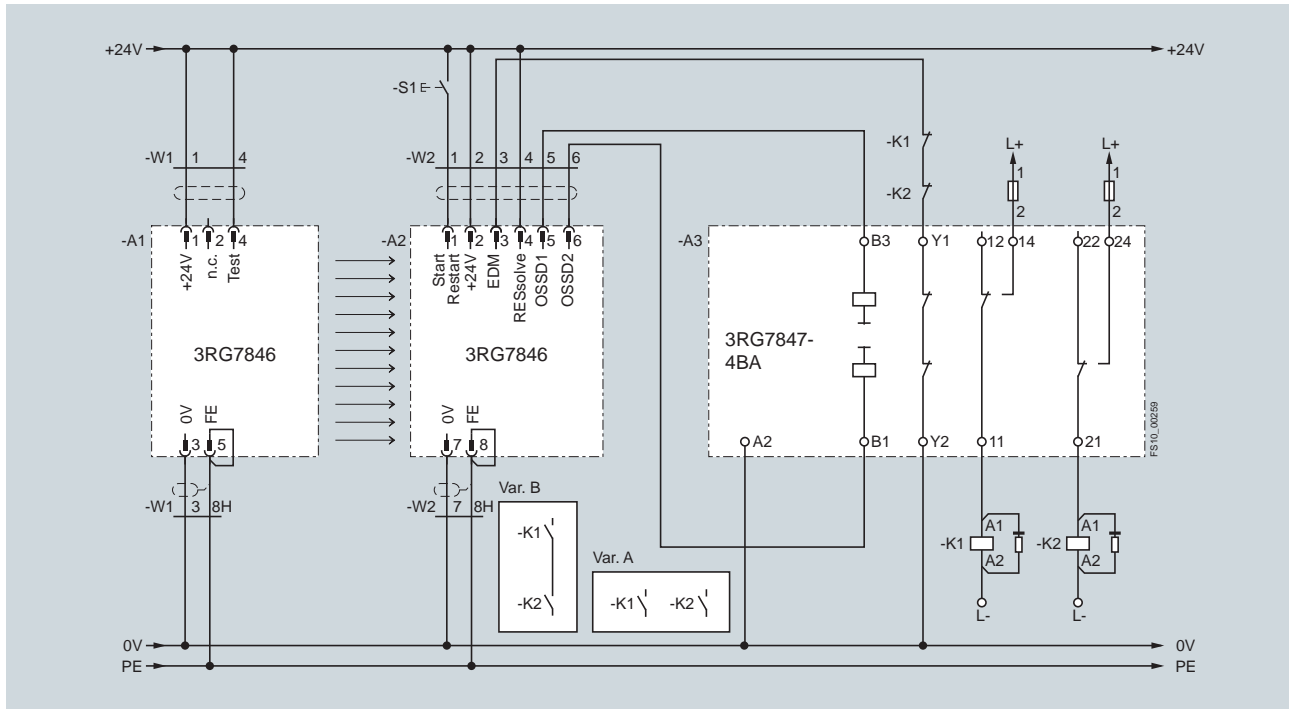 +24V +24V
-S1
-K1
L+ L+
-W1 1 4
-W2 1 2 3 4 5 6
1 1
-K2
2 2
-A1 1 2 4
-A2 1 2 3 4 5 6
-A3 B3 Y1 12 14 22 24
+24V
n.c.
Test
Start
Restart
+24V
EDM
RESsolve
OSSD1
OSSD2
3RG7846
3RG7846
3RG7847-
4BA
0V
FE
0V
FE
3 5
7 8
A2 B1 Y2 11 21
FS10_00259
-W1 3 8H
-W2 7 8H
Var. B
-K1
-K2
Var. A
-K1 -K2
-K1 A1
A2
-K2 A1
A2
L- L-
0V 0V
PE PE